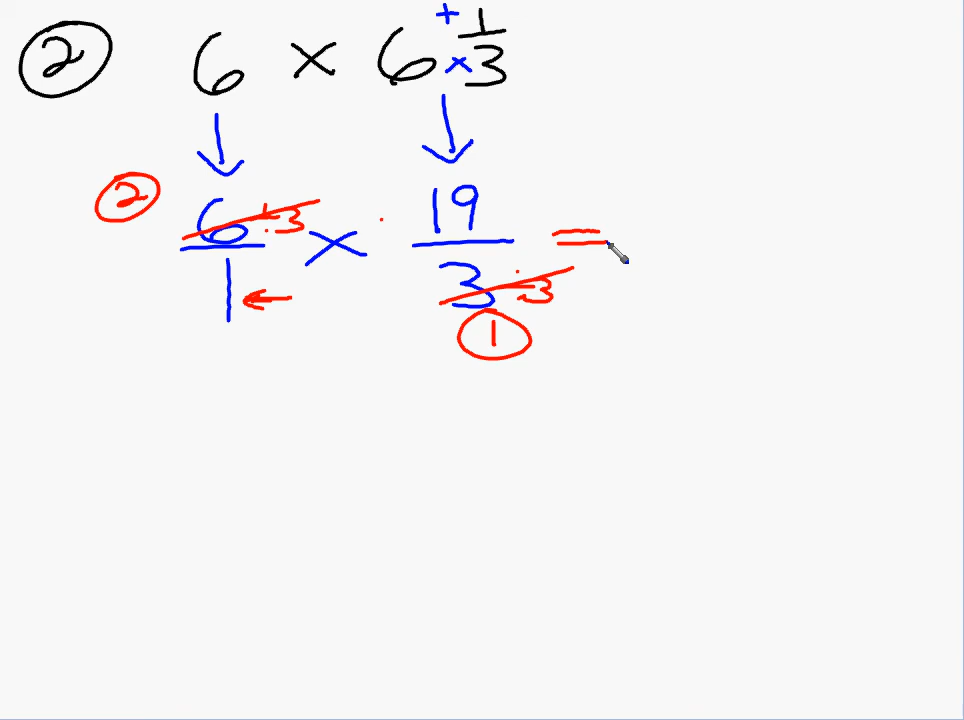 ② 6 × 6 + × 1/3
② 6 ÷3 / 1 ← × 19 / 3 ÷3 =
①